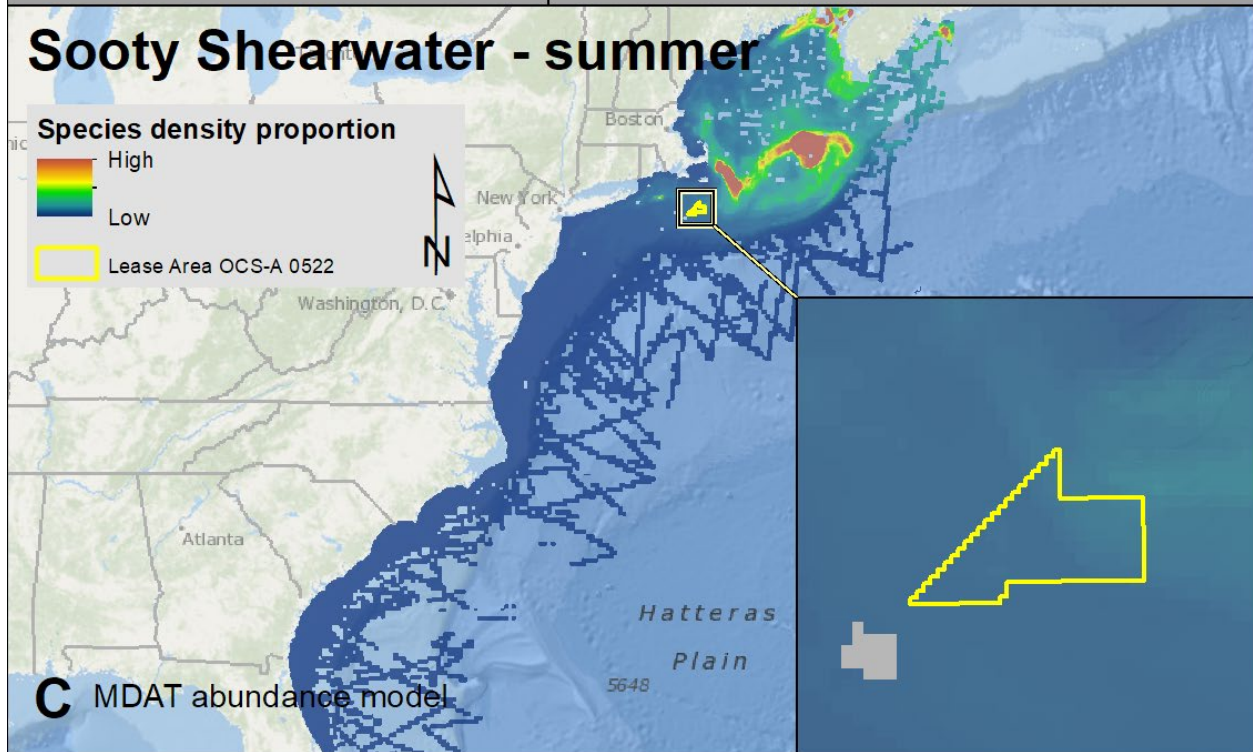 Sooty Shearwater - summer
Species density proportion
High
Low
Lease Area OCS-A 0522
N
Boston
New York
elphia
Washington, D.C.
Atlanta
Hatteras
Plain
5648
C MDAT abundance model